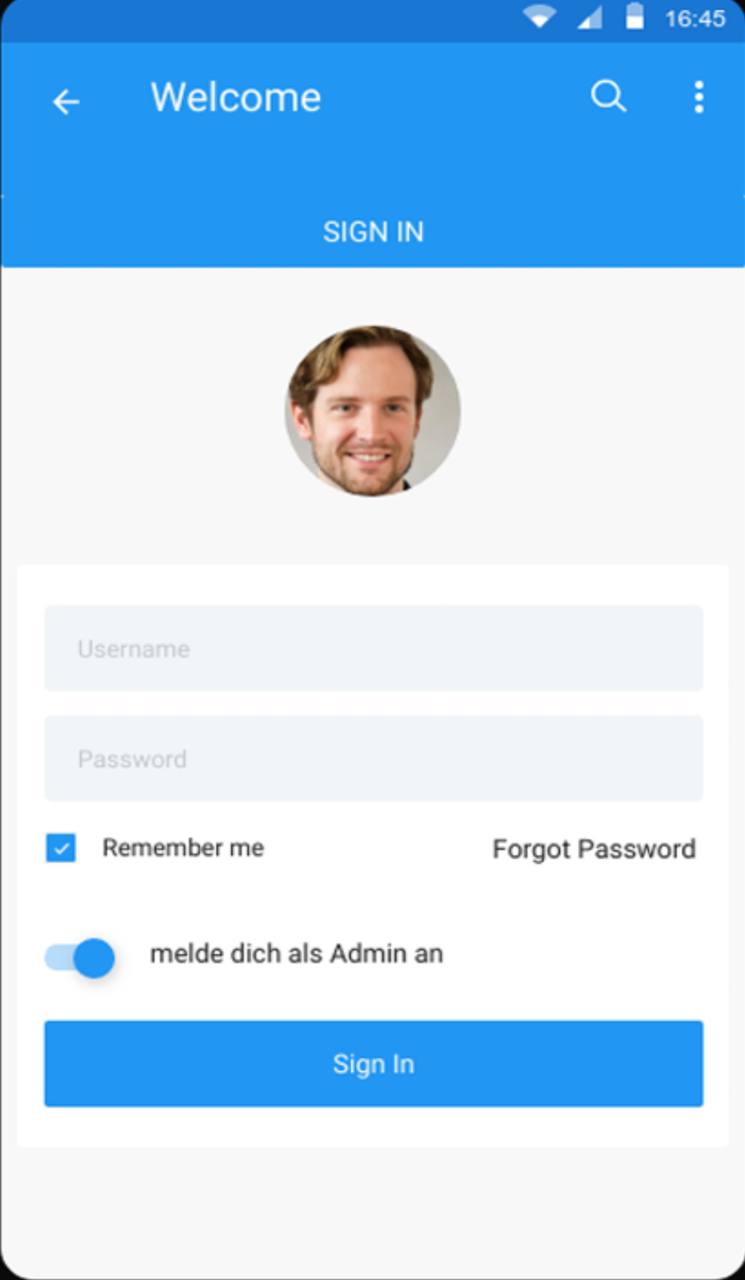 16:45
Welcome
SIGN IN
Username
Password
Remember me
Forgot Password
melde dich als Admin an
Sign In